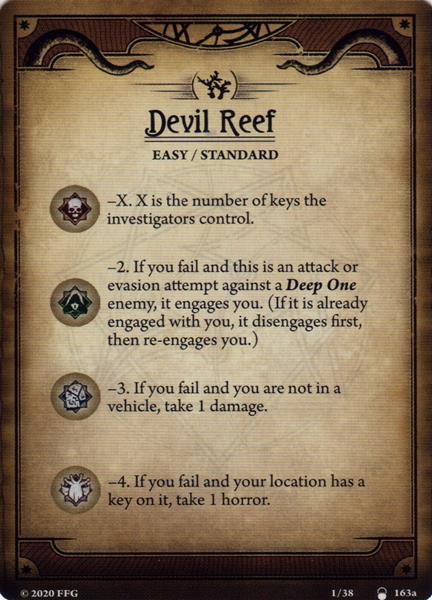 Devil Reef
EASY / STANDARD
–X. X is the number of keys the
investigators control.
–2. If you fail and this is an attack or
evasion attempt against a Deep One
enemy, it engages you. (If it is already
engaged with you, it disengages first,
then re-engages you.)
–3. If you fail and you are not in a
vehicle, take 1 damage.
–4. If you fail and your location has a
key on it, take 1 horror.
© 2020 FFG 1/38 163a